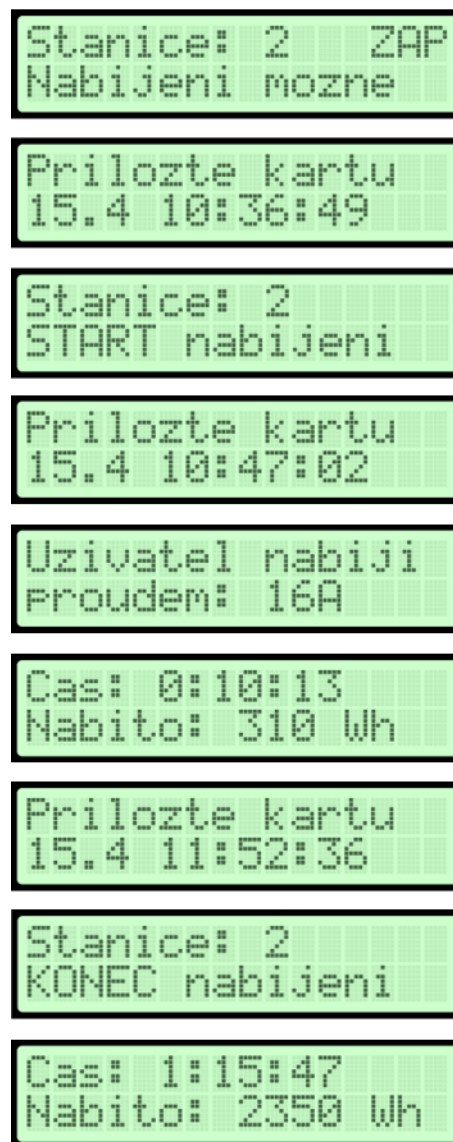 Stanice: 2 ZAP
Nabijeni mozne
Prilozte kartu
15.4 10:36:49
Stanice: 2
START nabijeni
Prilozte kartu
15.4 10:47:02
Uzivatel nabiji
proudem: 16A
Cas: 0:10:13
Nabito: 310 Wh
Prilozte kartu
15.4 11:52:36
Stanice: 2
KONEC nabijeni
Cas: 1:15:47
Nabito: 2350 Wh